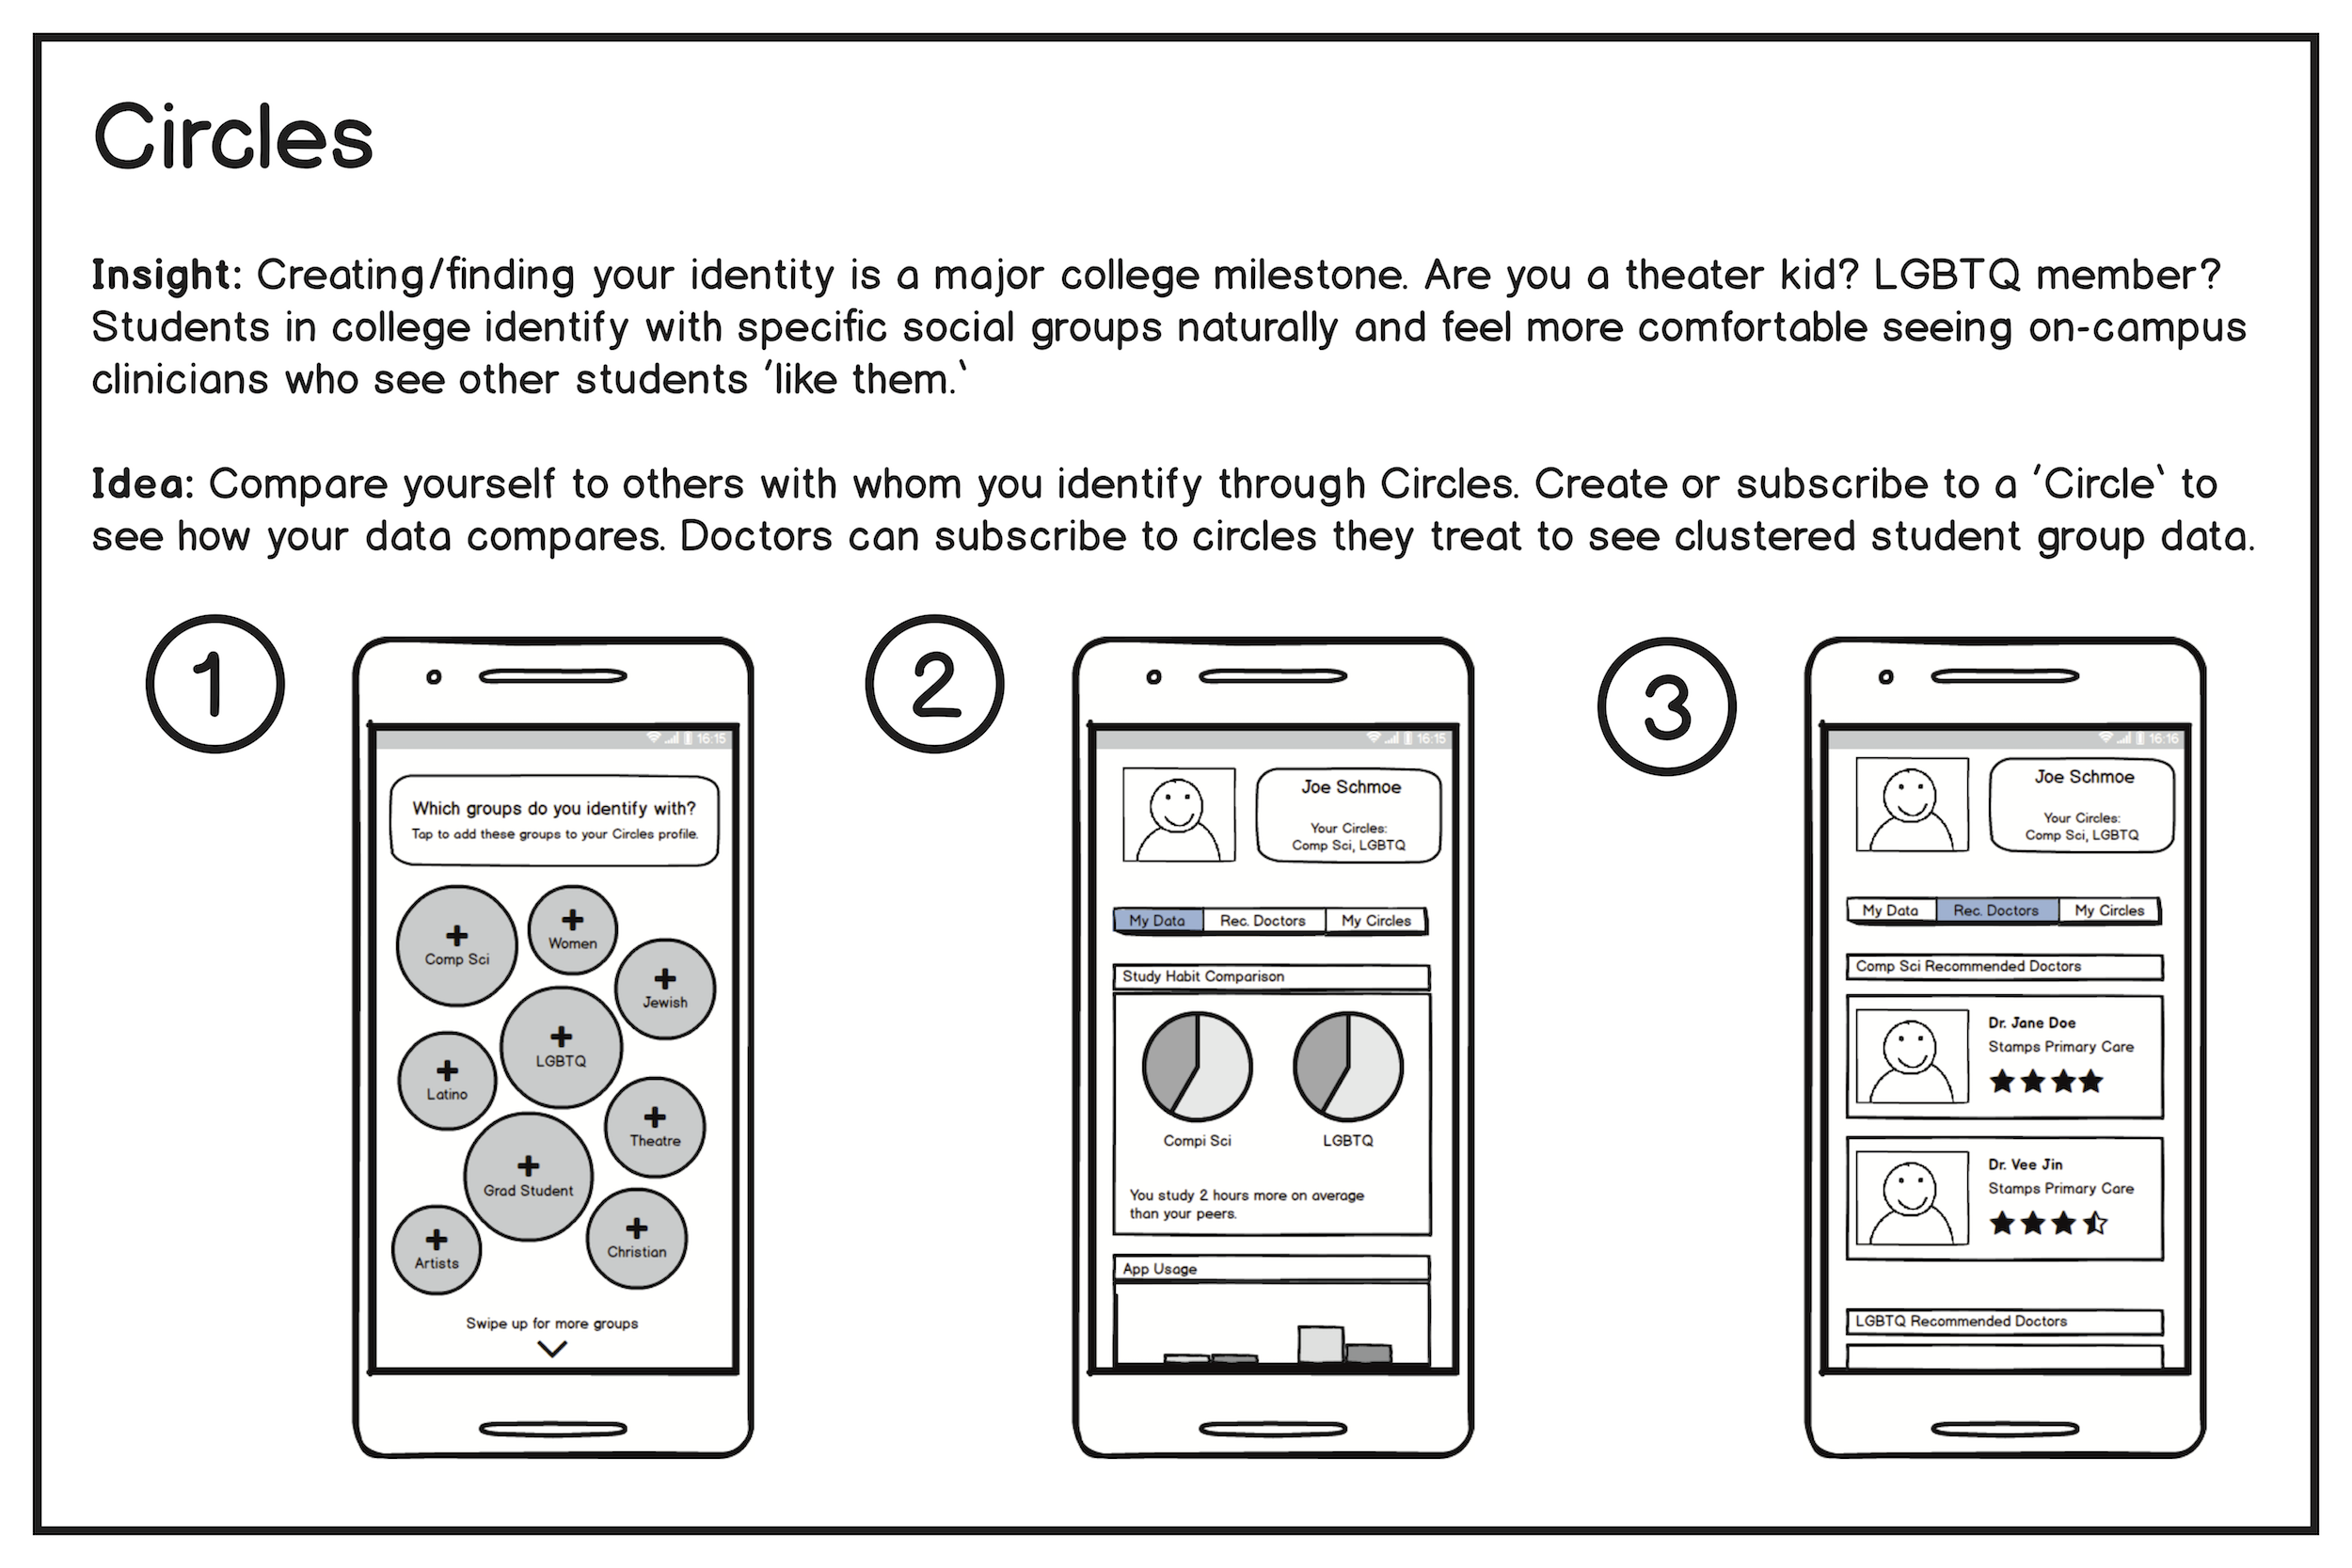 Circles
Insight: Creating/finding your identity is a major college milestone. Are you a theater kid? LGBTQ member?
Students in college identify with specific social groups naturally and feel more comfortable seeing on-campus
clinicians who see other students ‘like them.‘
Idea: Compare yourself to others with whom you identify through Circles. Create or subscribe to a ‘Circle‘ to
see how your data compares. Doctors can subscribe to circles they treat to see clustered student group data.
1
16:15
Which groups do you identify with?
Tap to add these groups to your Circles profile.
Comp Sci
Women
Jewish
LGBTQ
Latino
Theatre
Grad Student
Christian
Artists
Swipe up for more groups
2
16:15
Joe Schmoe
Your Circles:
Comp Sci, LGBTQ
My Data Rec. Doctors My Circles
Study Habit Comparison
Compi Sci LGBTQ
You study 2 hours more on average
than your peers.
App Usage
3
16:16
Joe Schmoe
Your Circles:
Comp Sci, LGBTQ
My Data Rec. Doctors My Circles
Comp Sci Recommended Doctors
Dr. Jane Doe
Stamps Primary Care
Dr. Vee Jin
Stamps Primary Care
LGBTQ Recommended Doctors